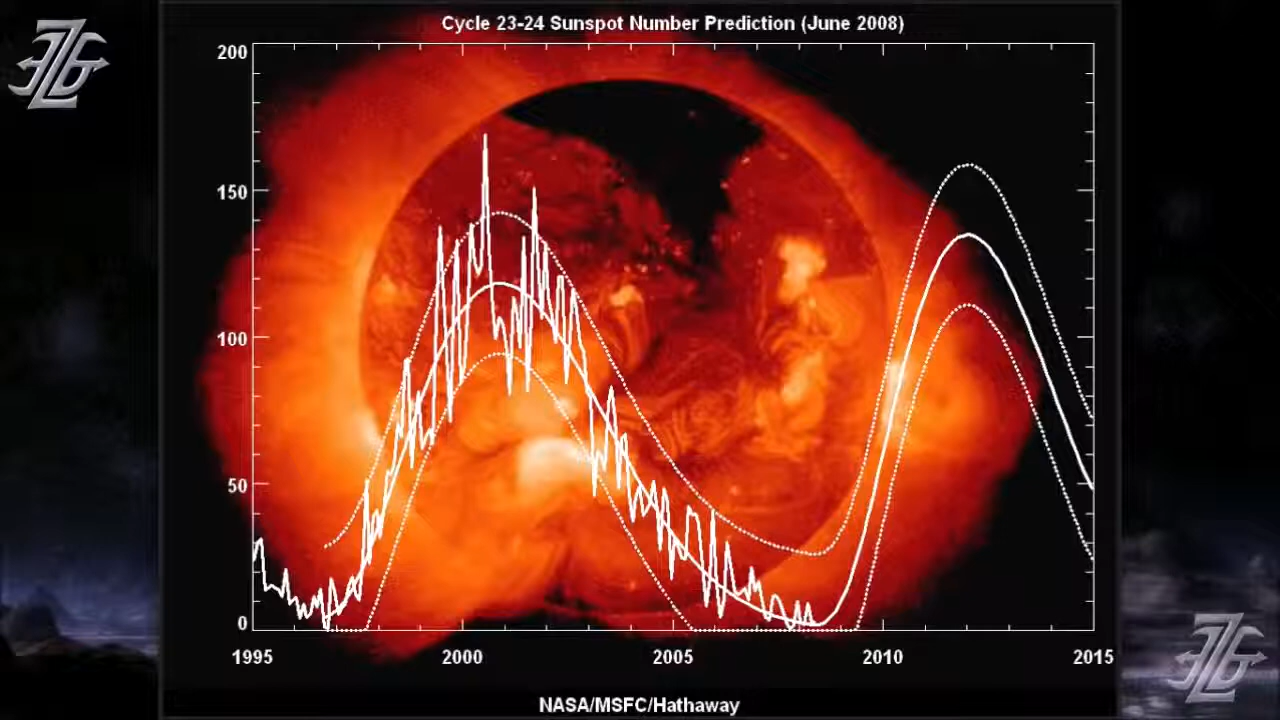 Cycle 23-24 Sunspot Number Prediction (June 2008)
200
150
100
50
0
1995 2000 2005 2010 2015
NASA/MSFC/Hathaway